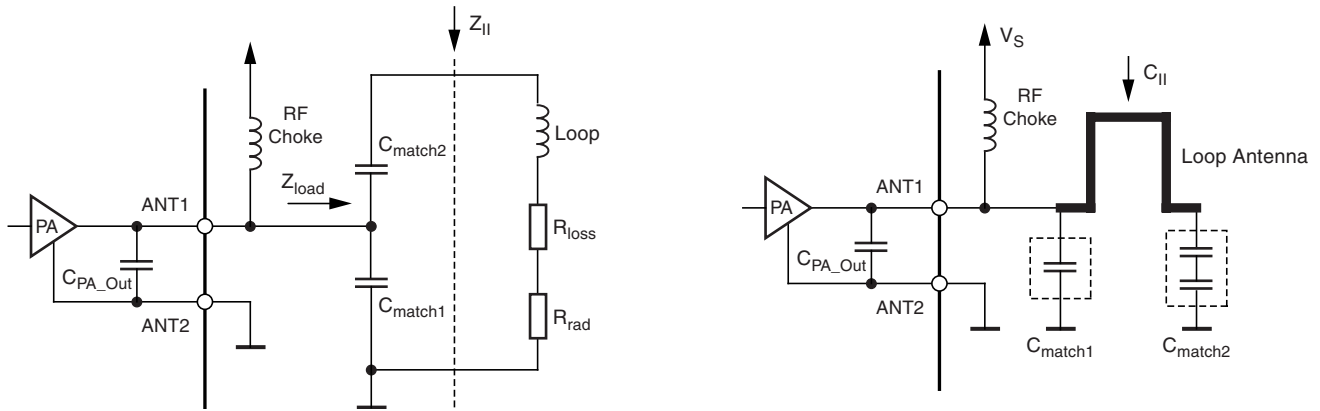 Z_II
RF
Choke
C_match2
Loop
Z_load
ANT1
PA
R_loss
C_PA_Out
C_match1
ANT2
R_rad
V_S
C_II
RF
Choke
Loop Antenna
ANT1
PA
C_PA_Out
ANT2
C_match1
C_match2